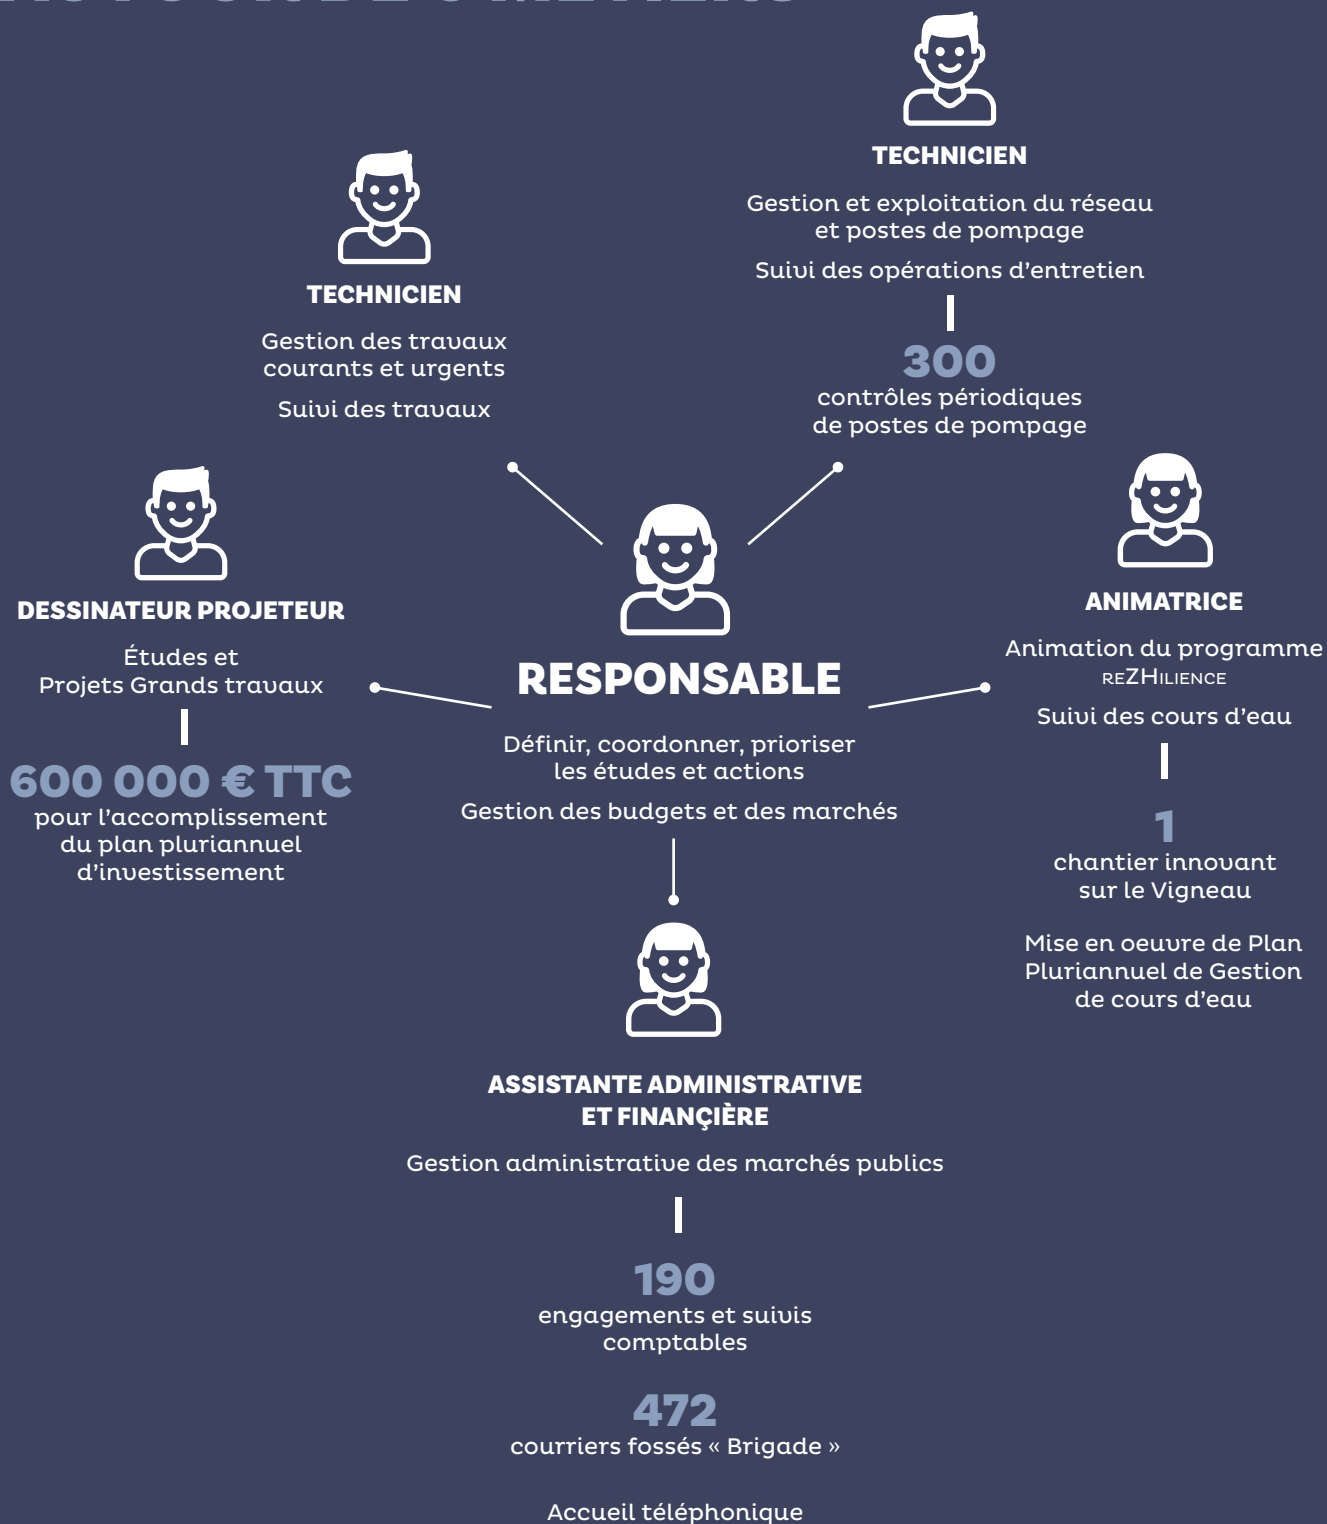 TECHNICIEN
Gestion et exploitation du réseau
et postes de pompage
Suivi des opérations d'entretien
300
contrôles périodiques
de postes de pompage
TECHNICIEN
Gestion des travaux
courants et urgents
Suivi des travaux
DESSINATEUR PROJETEUR
Études et
Projets Grands travaux
600 000 € TTC
pour l'accomplissement
du plan pluriannuel
d'investissement
RESPONSABLE
Définir, coordonner, prioriser
les études et actions
Gestion des budgets et des marchés
ANIMATRICE
Animation du programme
REZHILIENCE
Suivi des cours d'eau
1
chantier innovant
sur le Vigneau
Mise en oeuvre de Plan
Pluriannuel de Gestion
de cours d'eau
ASSISTANTE ADMINISTRATIVE
ET FINANÇIÈRE
Gestion administrative des marchés publics
190
engagements et suivis
comptables
472
courriers fossés « Brigade »
Accueil téléphonique